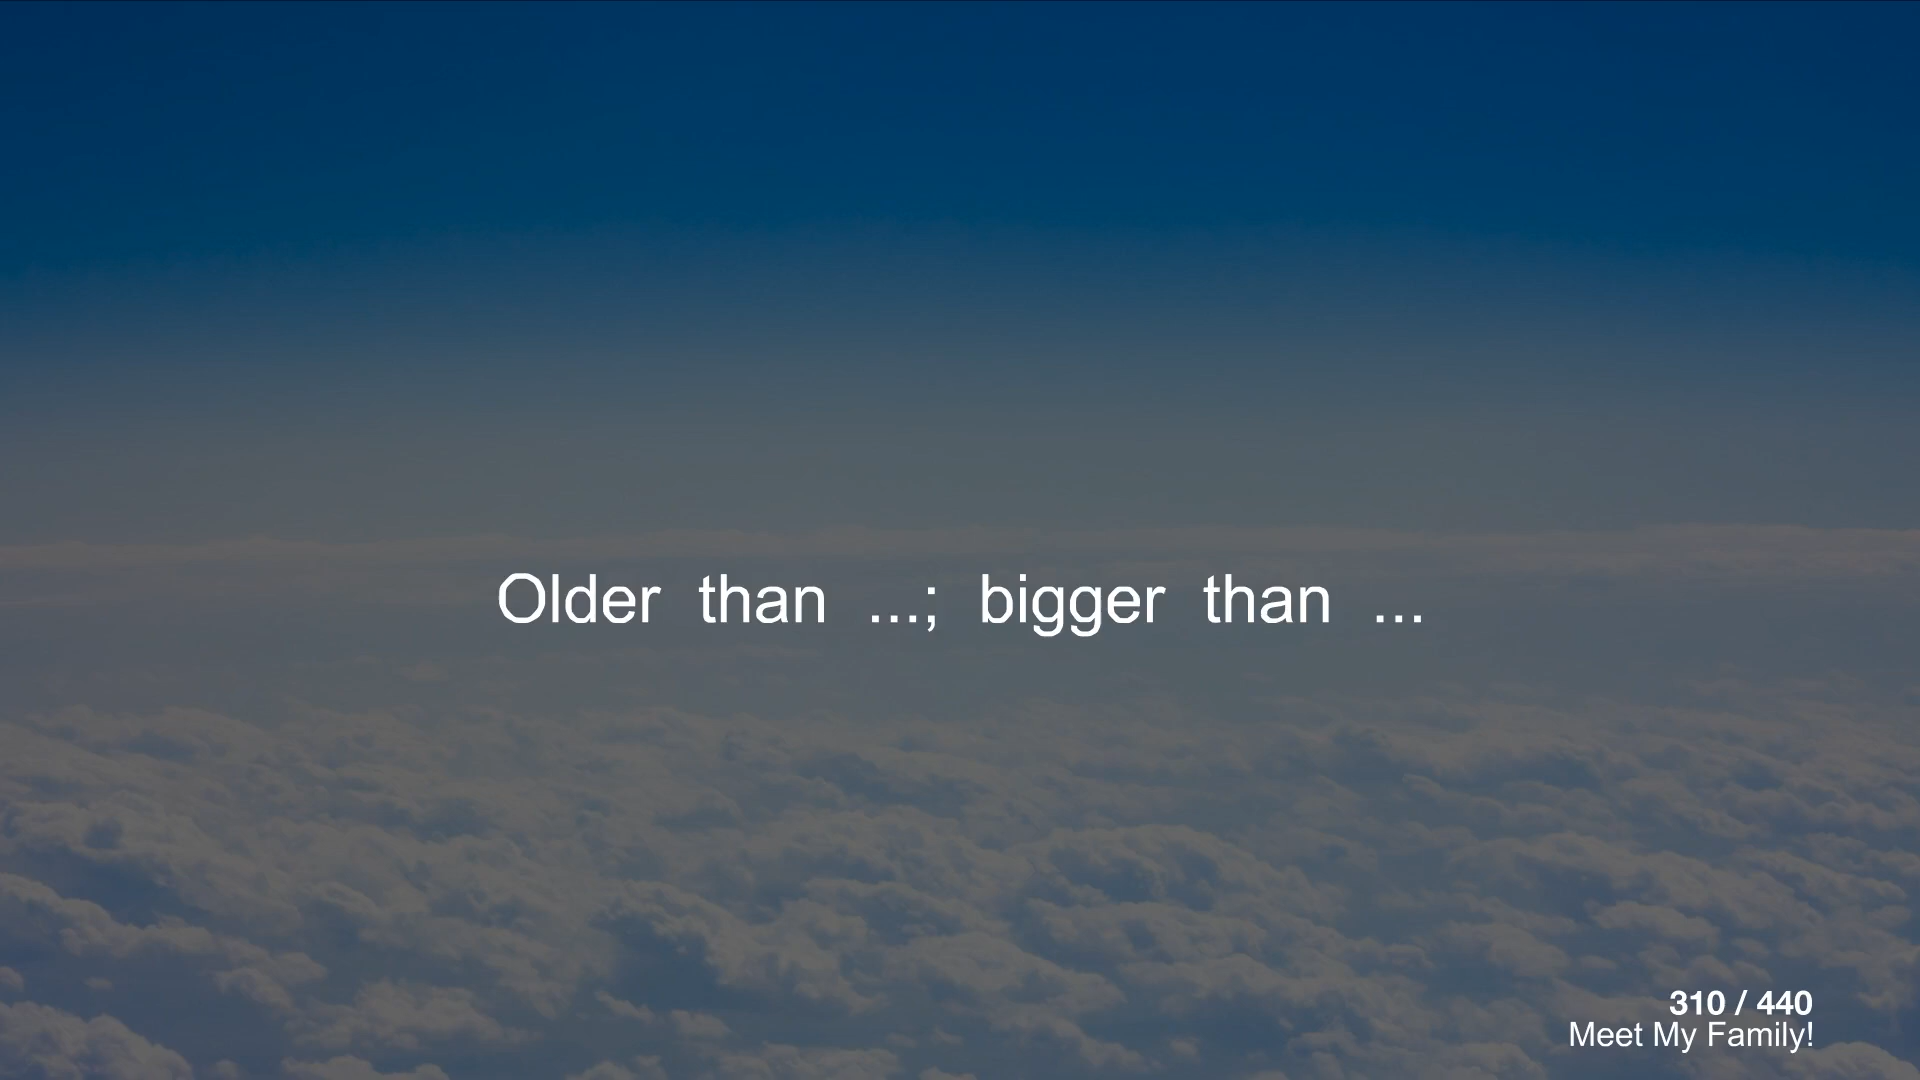 Older than ...; bigger than ...
310 / 440
Meet My Family!